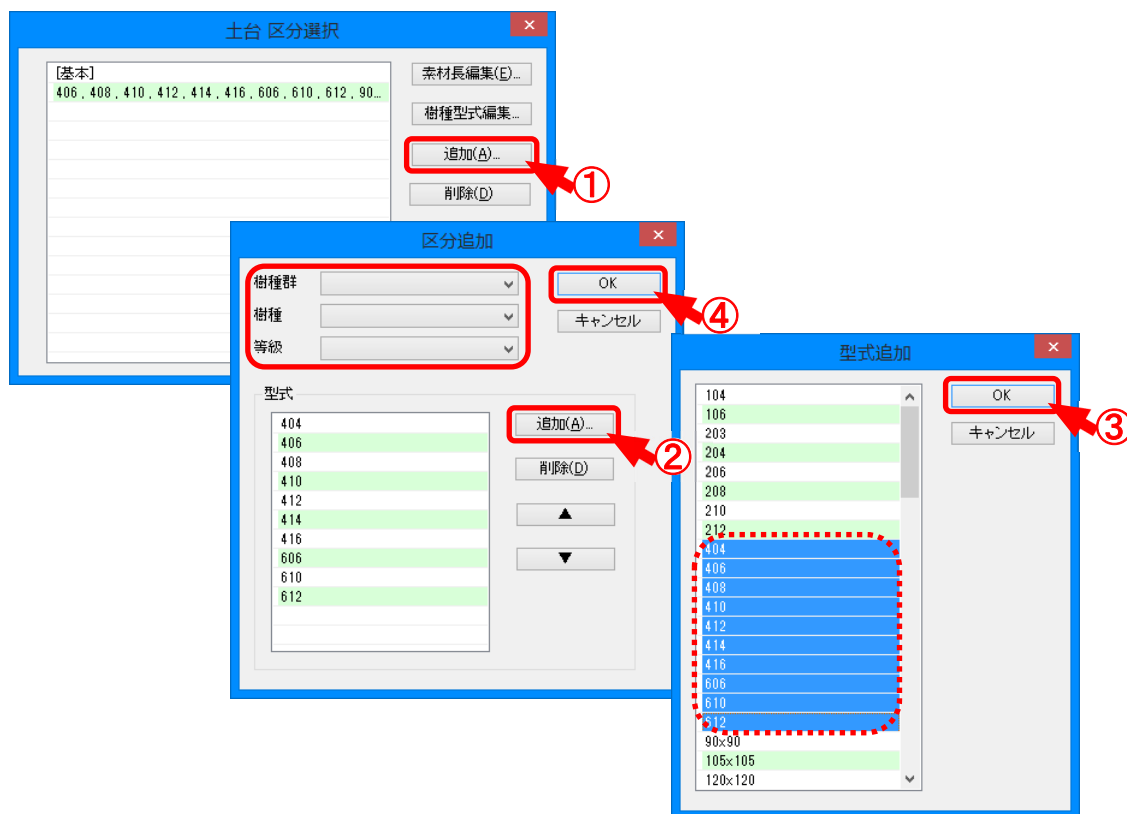 土台 区分選択
×
[基本]
406 , 408 , 410 , 412 , 414 , 416 , 606 , 610 , 612 , 90...
素材長編集(E)...
樹種型式編集...
追加(A)...
①
削除(D)
区分追加
×
樹種群
樹種
等級
OK
④
キャンセル
型式
404
406
408
410
412
414
416
606
610
612
追加(A)...
②
削除(D)
▲
▼
型式追加
×
104
106
203
204
206
208
210
212
404
406
408
410
412
414
416
606
610
612
90×90
105×105
120×120
OK
③
キャンセル